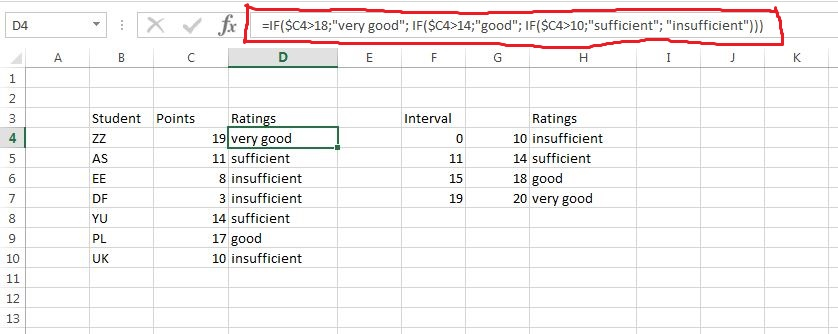 D4 fx =IF($C4>18;"very good"; IF($C4>14;"good"; IF($C4>10;"sufficient"; "insufficient")))
A B C D E F G H I J K
1
2
3 Student Points Ratings Interval Ratings
4 ZZ 19 very good 0 10 insufficient
5 AS 11 sufficient 11 14 sufficient
6 EE 8 insufficient 15 18 good
7 DF 3 insufficient 19 20 very good
8 YU 14 sufficient
9 PL 17 good
10 UK 10 insufficient
11
12
13